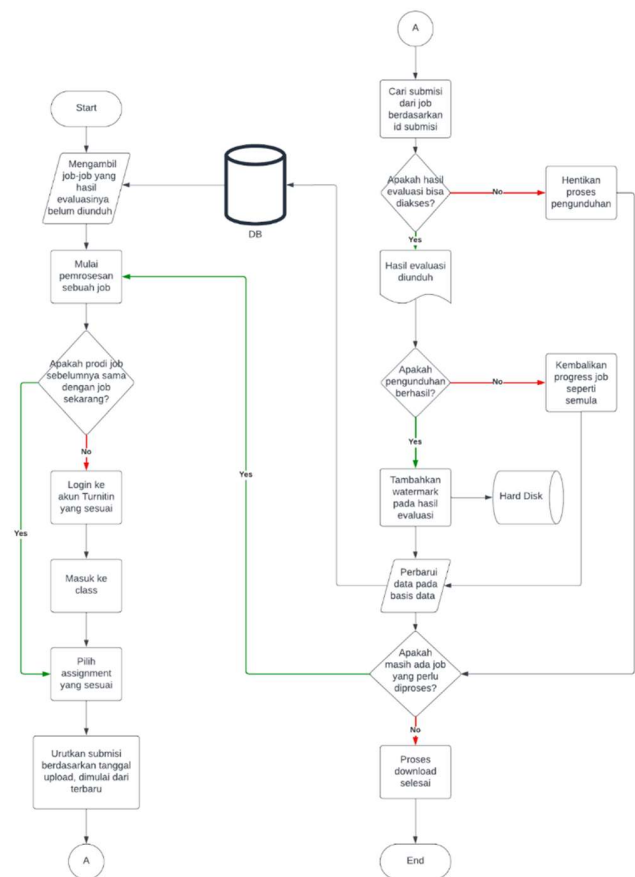 Start
Mengambil
job-job yang
hasil
evaluasinya
belum diunduh
DB
Mulai
pemrosesan
sebuah job
Apakah prodi job
sebelumnya sama
dengan job
sekarang?
No
Yes
Login ke
akun Turnitin
yang sesuai
Masuk ke
class
Pilih
assignment
yang sesuai
Urutkan submisi
berdasarkan tanggal
upload, dimulai dari
terbaru
A
A
Cari submisi
dari job
berdasarkan
id submisi
Apakah hasil
evaluasi bisa
diakses?
No
Hentikan
proses
pengunduhan
Yes
Hasil evaluasi
diunduh
Apakah
pengunduhan
berhasil?
No
Kembalikan
progress job
seperti
semula
Yes
Tambahkan
watermark
pada hasil
evaluasi
Hard Disk
Perbarui
data pada
basis data
Apakah
masih ada job
yang perlu
diproses?
Yes
No
Proses
download
selesai
End